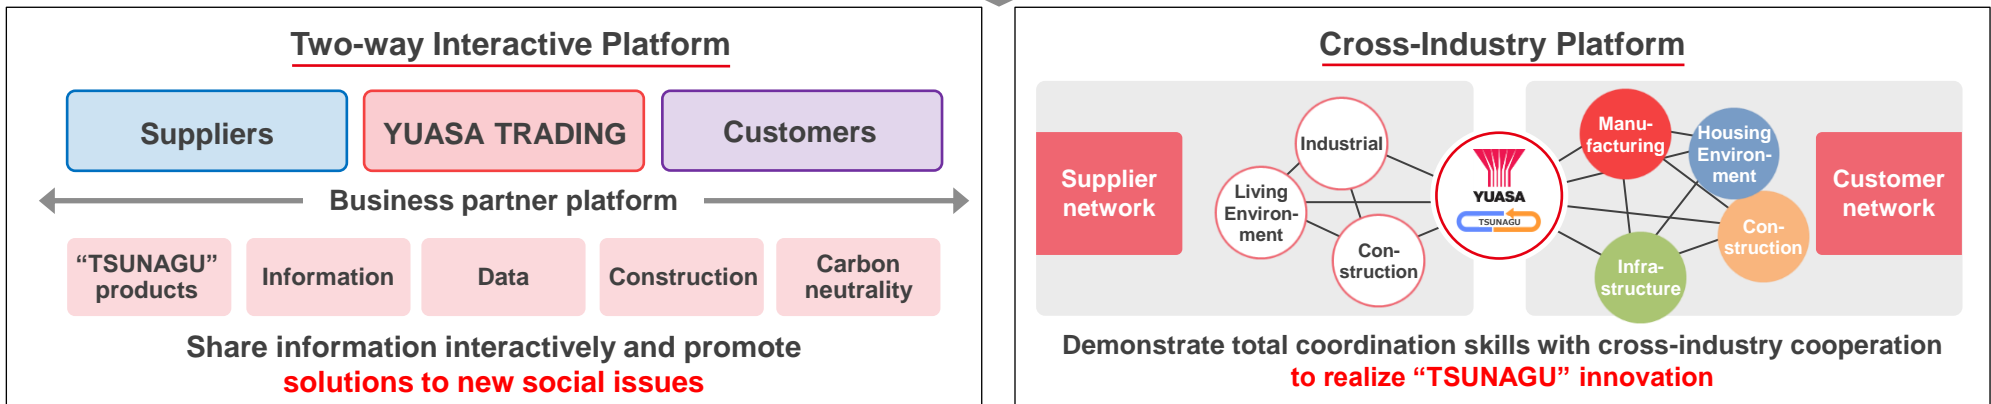 Two-way Interactive Platform
Suppliers
YUASA TRADING
Customers
Business partner platform
“TSUNAGU”
products
Information
Data
Construction
Carbon
neutrality
Share information interactively and promote
solutions to new social issues
Cross-Industry Platform
Supplier
network
Industrial
Living
Environ-
ment
Con-
struction
YUASA
TSUNAGU
Manu-
facturing
Housing
Environ-
ment
Con-
struction
Infra-
structure
Customer
network
Demonstrate total coordination skills with cross-industry cooperation
to realize “TSUNAGU” innovation